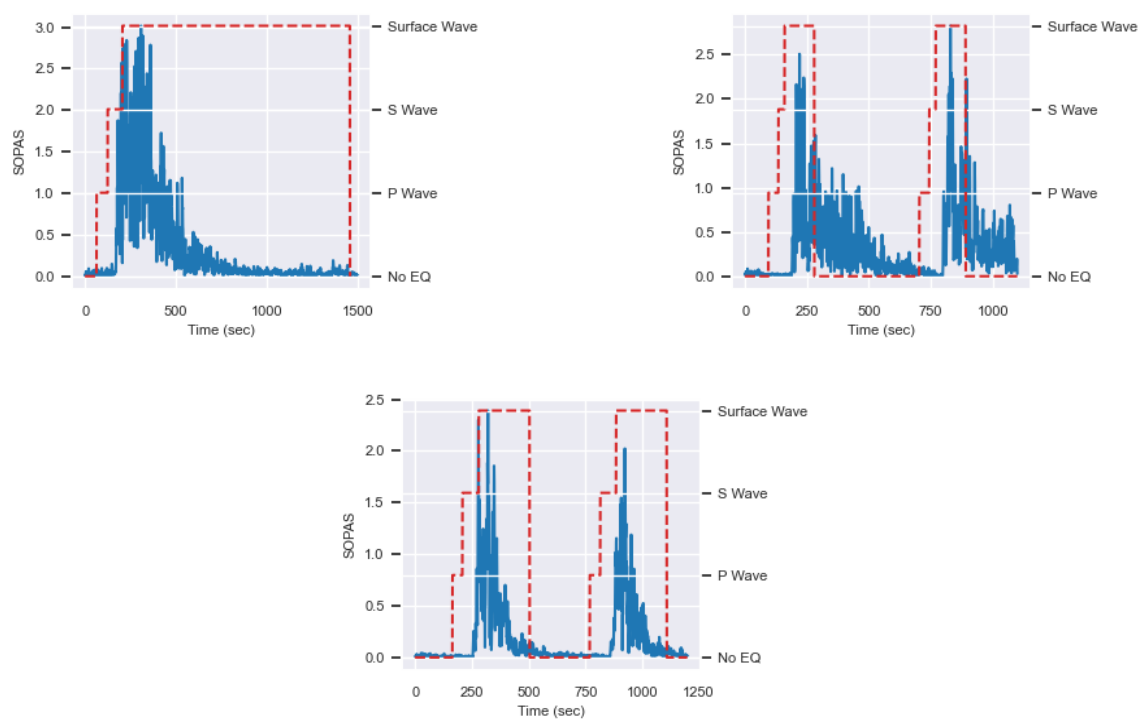 3.0
2.5
2.0
1.5
1.0
0.5
0.0
SOPAS
0 500 1000 1500
Time (sec)
Surface Wave
S Wave
P Wave
No EQ
2.5
2.0
1.5
1.0
0.5
0.0
SOPAS
0 250 500 750 1000
Time (sec)
Surface Wave
S Wave
P Wave
No EQ
2.5
2.0
1.5
1.0
0.5
0.0
SOPAS
0 250 500 750 1000 1250
Time (sec)
Surface Wave
S Wave
P Wave
No EQ